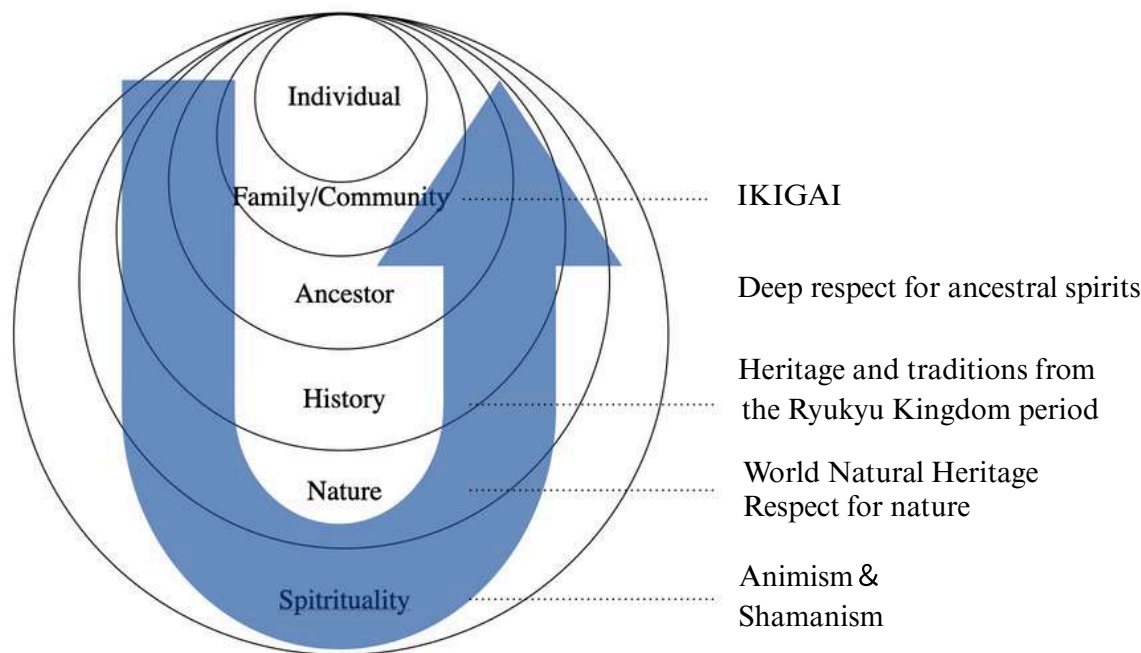 Individual
Family/Community
IKIGAI
Ancestor
Deep respect for ancestral spirits
History
Heritage and traditions from
the Ryukyu Kingdom period
Nature
World Natural Heritage
Respect for nature
Spitrituality
Animism &
Shamanism